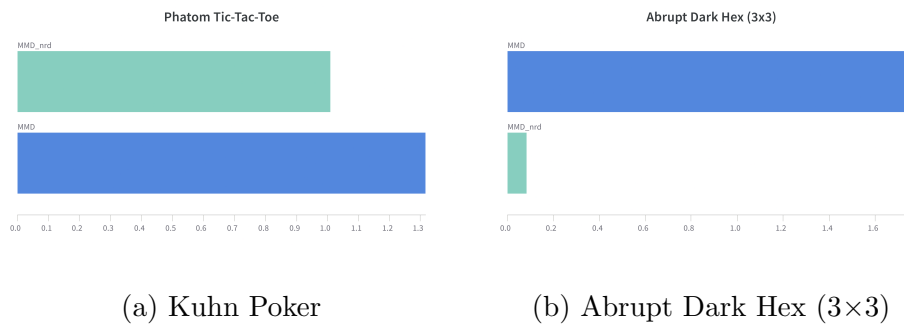 Phatom Tic-Tac-Toe
MMD_nrd
MMD
0.0 0.1 0.2 0.3 0.4 0.5 0.6 0.7 0.8 0.9 1.0 1.1 1.2 1.3
(a) Kuhn Poker
Abrupt Dark Hex (3x3)
MMD
MMD_nrd
0.0 0.2 0.4 0.6 0.8 1.0 1.2 1.4 1.6
(b) Abrupt Dark Hex (3×3)